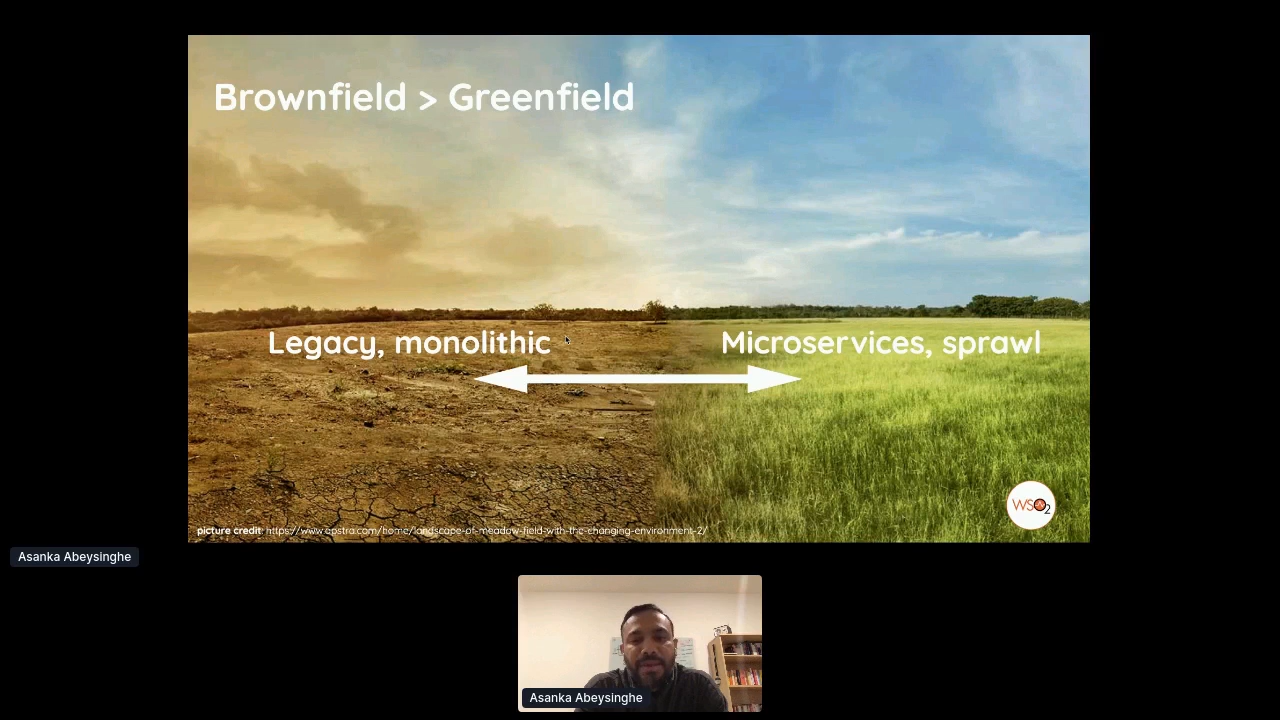 Brownfield > Greenfield
Legacy, monolithic
Microservices, sprawl
WSO2
picture credit: https://www.apstra.com/home/landscape-of-meadow-field-with-the-changing-environment-2/
Asanka Abeysinghe
Asanka Abeysinghe